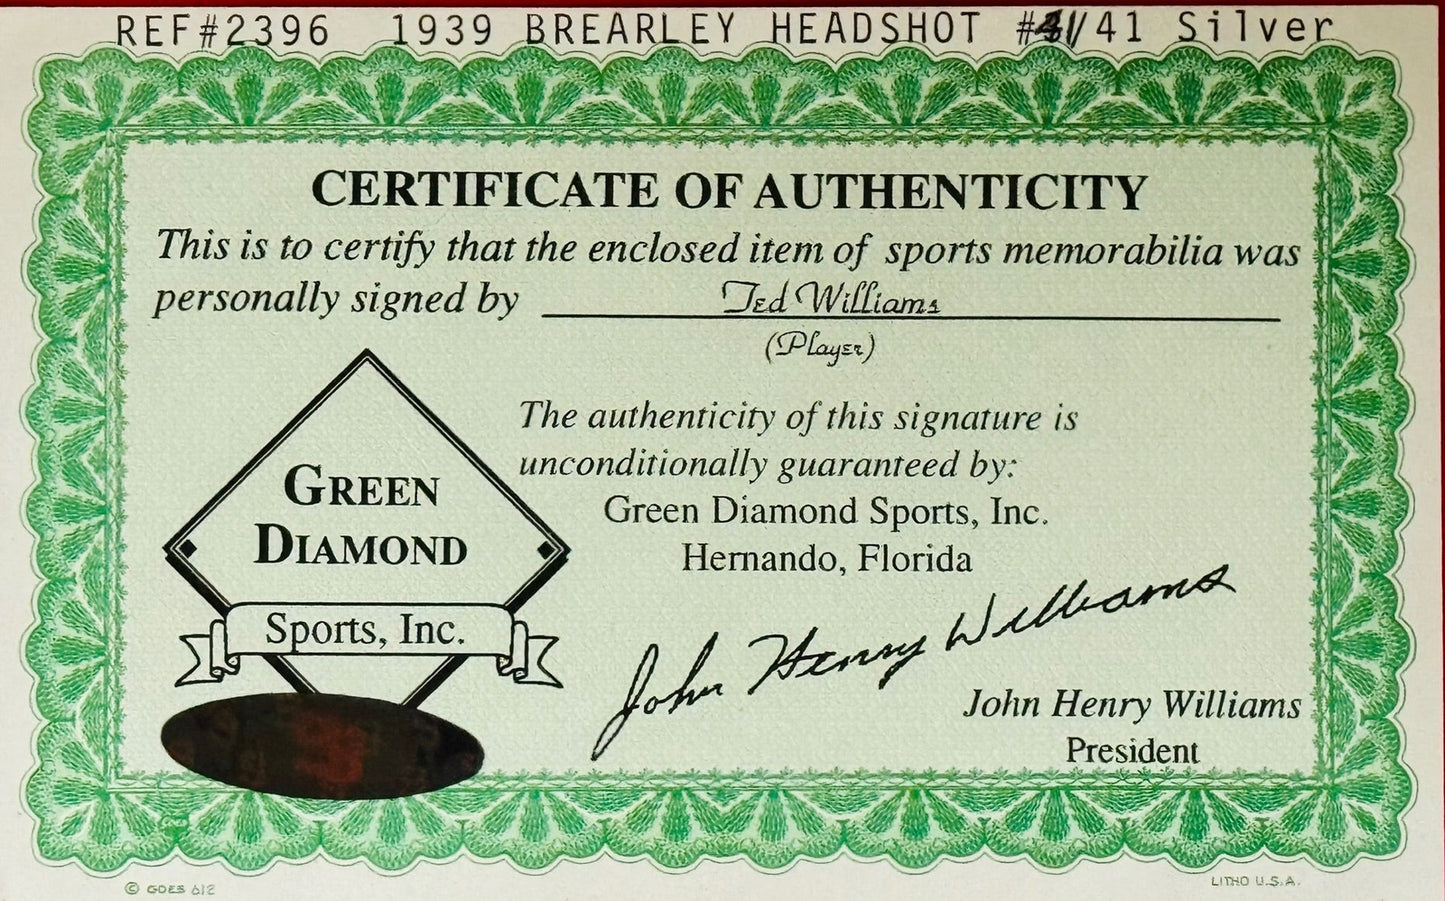 REF#2396 1939 BREARLEY HEADSHOT #/41 Silver
CERTIFICATE OF AUTHENTICITY
This is to certify that the enclosed item of sports memorabilia was
personally signed by Ted Williams
(Player)
GREEN
DIAMOND
Sports, Inc.
The authenticity of this signature is
unconditionally guaranteed by:
Green Diamond Sports, Inc.
Hernando, Florida
John Henry Williams
John Henry Williams
President
© GOES 612
LITHO U.S.A.